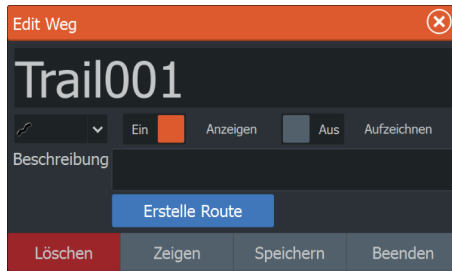 Edit Weg
Trail001
Ein Anzeigen Aus Aufzeichnen
Beschreibung
Erstelle Route
Löschen Zeigen Speichern Beenden